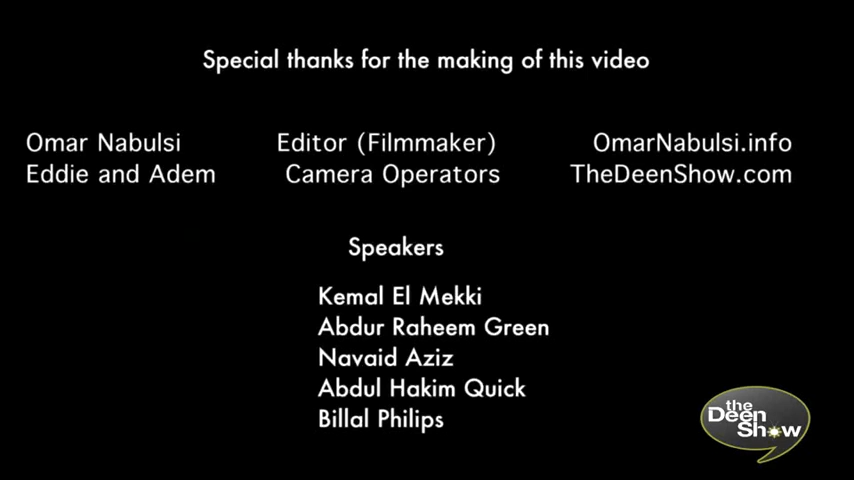 Special thanks for the making of this video
Omar Nabulsi Editor (Filmmaker) OmarNabulsi.info
Eddie and Adem Camera Operators TheDeenShow.com
Speakers
Kemal El Mekki
Abdur Raheem Green
Navaid Aziz
Abdul Hakim Quick
Billal Philips
the
Deen
Show